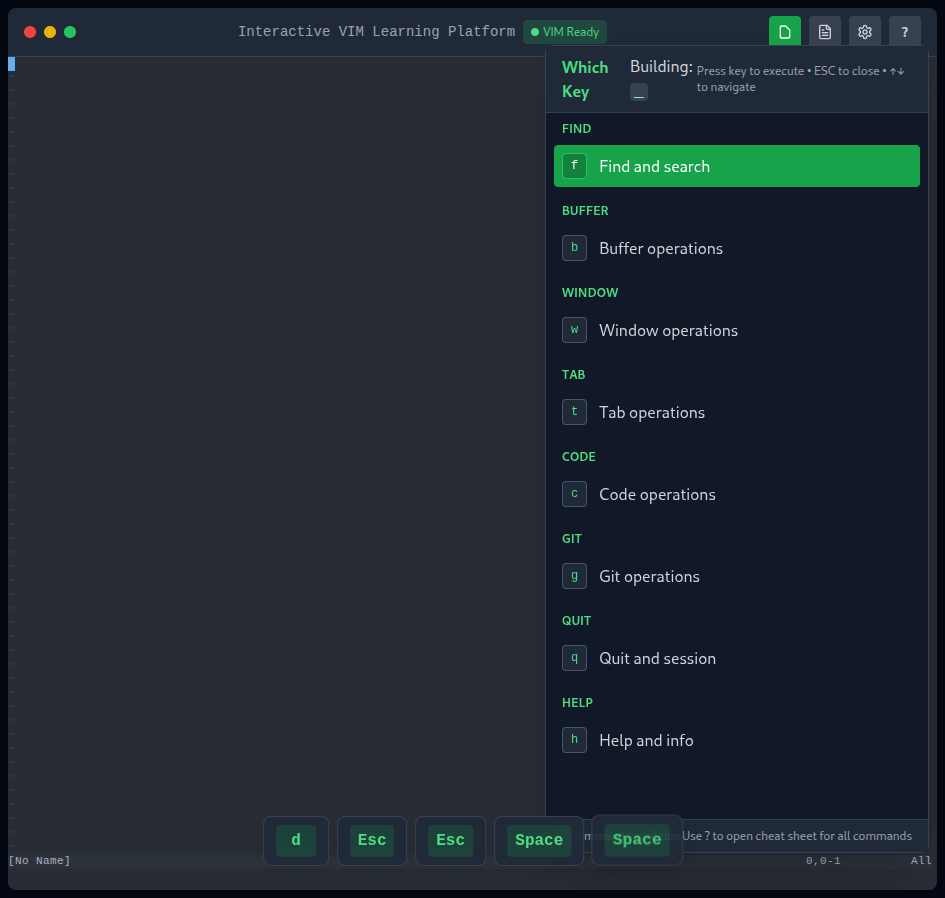 Interactive VIM Learning Platform
VIM Ready
?
Which
Key
Building:
_
Press key to execute • ESC to close • ↑↓
to navigate
FIND
f Find and search
BUFFER
b Buffer operations
WINDOW
w Window operations
TAB
t Tab operations
CODE
c Code operations
GIT
g Git operations
QUIT
q Quit and session
HELP
h Help and info
Use ? to open cheat sheet for all commands
d Esc Esc Space Space
[No Name] 0,0-1 All